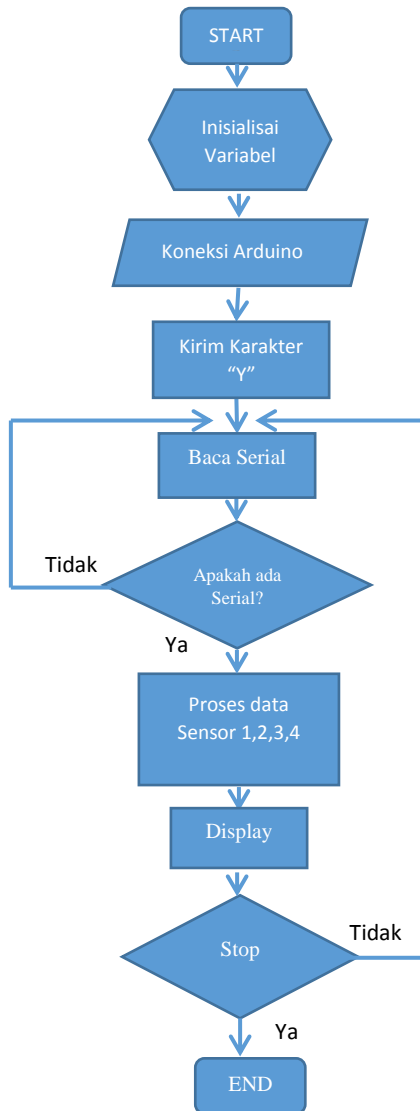 START
Inisialisai
Variabel
Koneksi Arduino
Kirim Karakter
“Y”
Baca Serial
Tidak
Apakah ada
Serial?
Ya
Proses data
Sensor 1,2,3,4
Display
Stop
Tidak
Ya
END